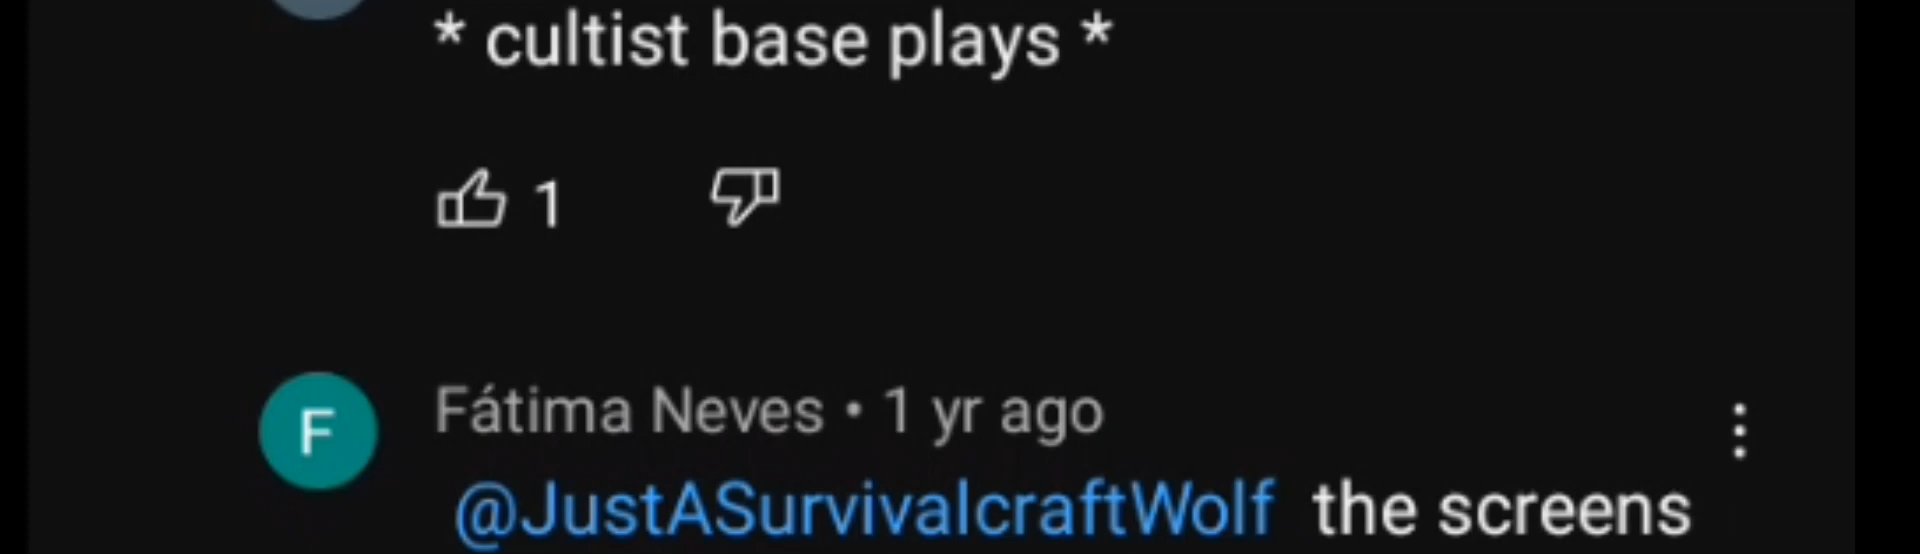 * cultist base plays *
1
F
Fátima Neves • 1 yr ago
@JustASurvivalcraftWolf the screens